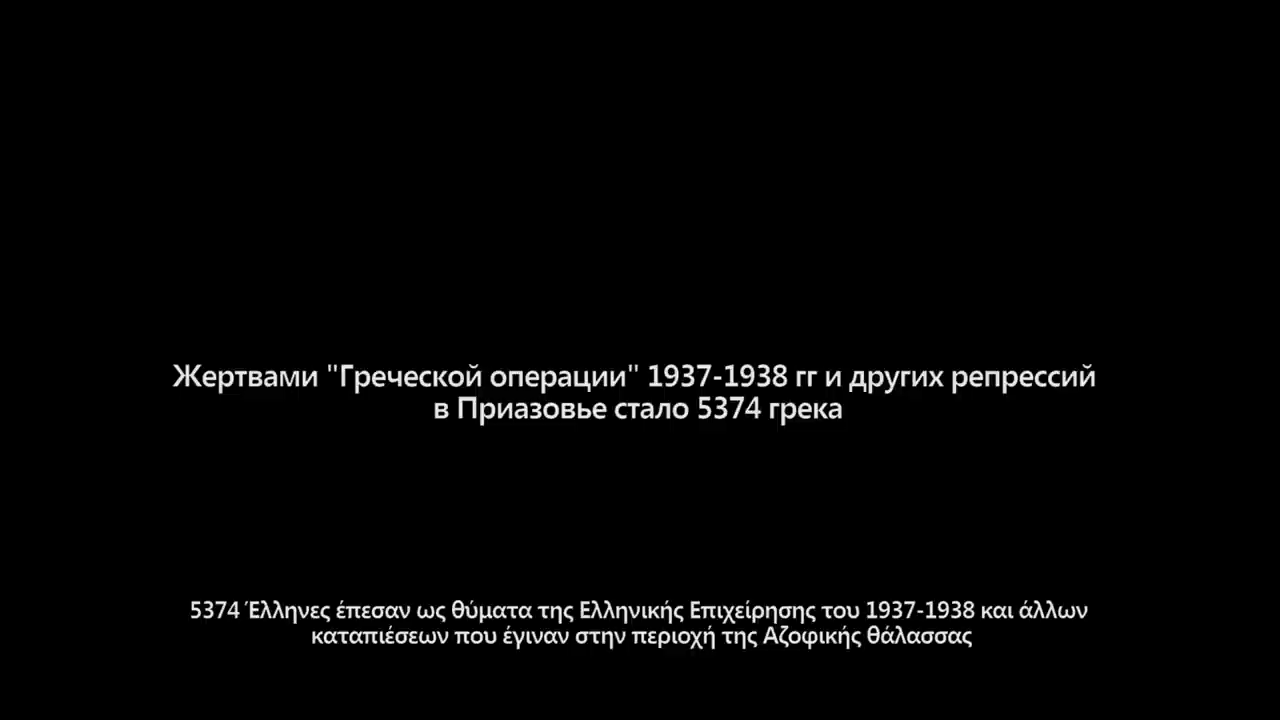 Жертвами "Греческой операции" 1937-1938 гг и других репрессий
в Приазовье стало 5374 грека
5374 Έλληνες έπεσαν ως θύματα της Ελληνικής Επιχείρησης του 1937-1938 και άλλων
καταπιέσεων που έγιναν στην περιοχή της Αζοφικής θάλασσας